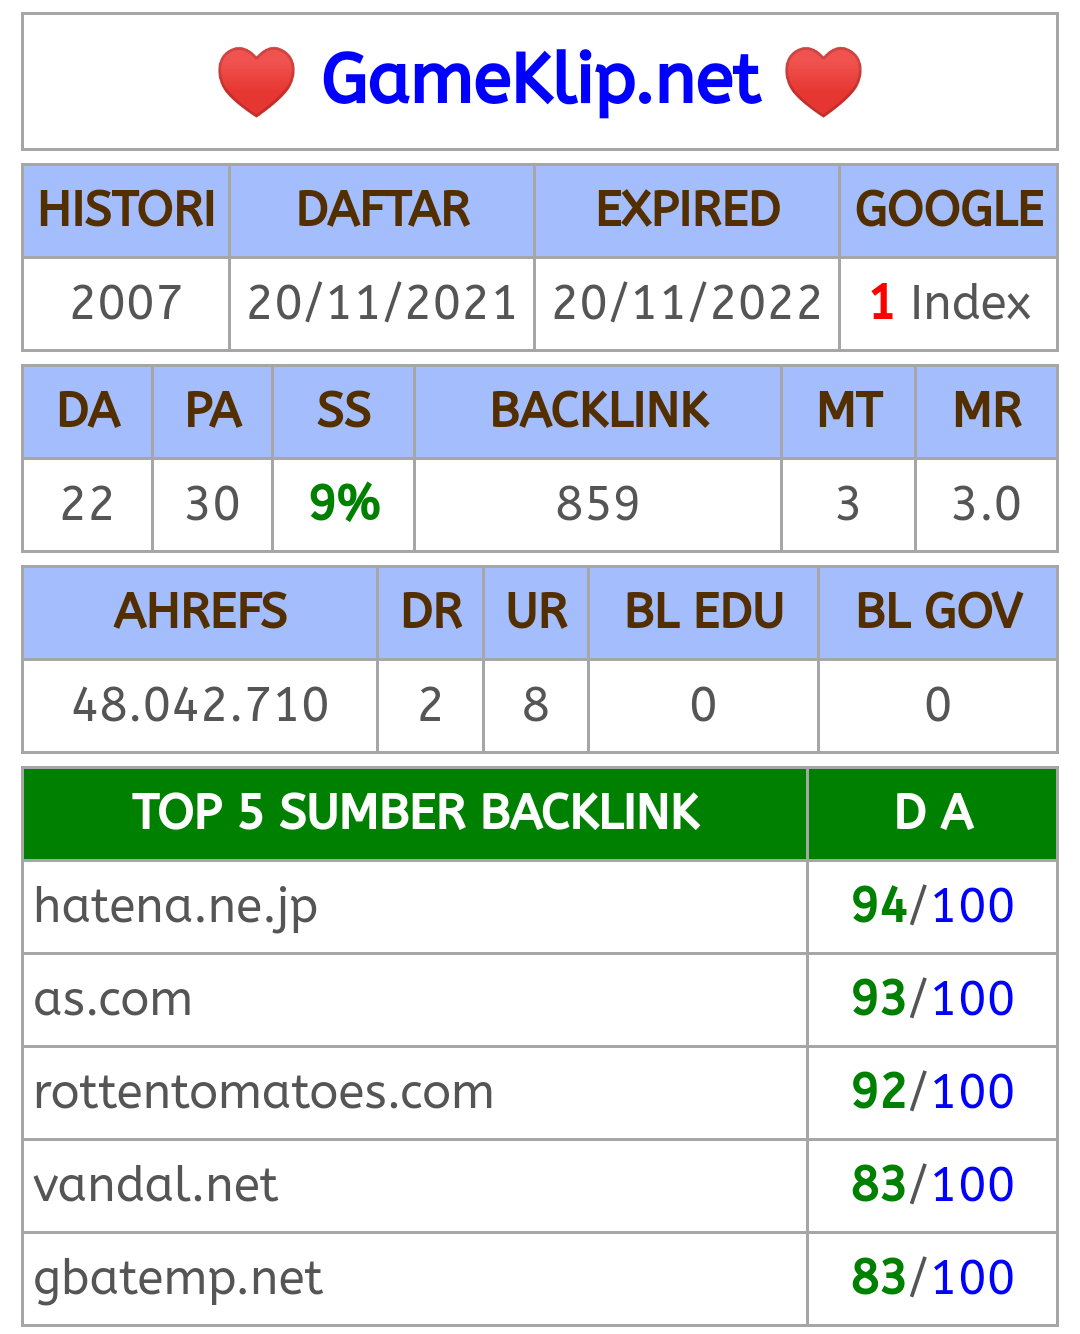 ❤️ GameKlip.net ❤️
HISTORI DAFTAR EXPIRED GOOGLE
2007 20/11/2021 20/11/2022 1 Index
DA PA SS BACKLINK MT MR
22 30 9% 859 3 3.0
AHREFS DR UR BL EDU BL GOV
48.042.710 2 8 0 0
TOP 5 SUMBER BACKLINK D A
hatena.ne.jp 94/100
as.com 93/100
rottentomatoes.com 92/100
vandal.net 83/100
gbatemp.net 83/100